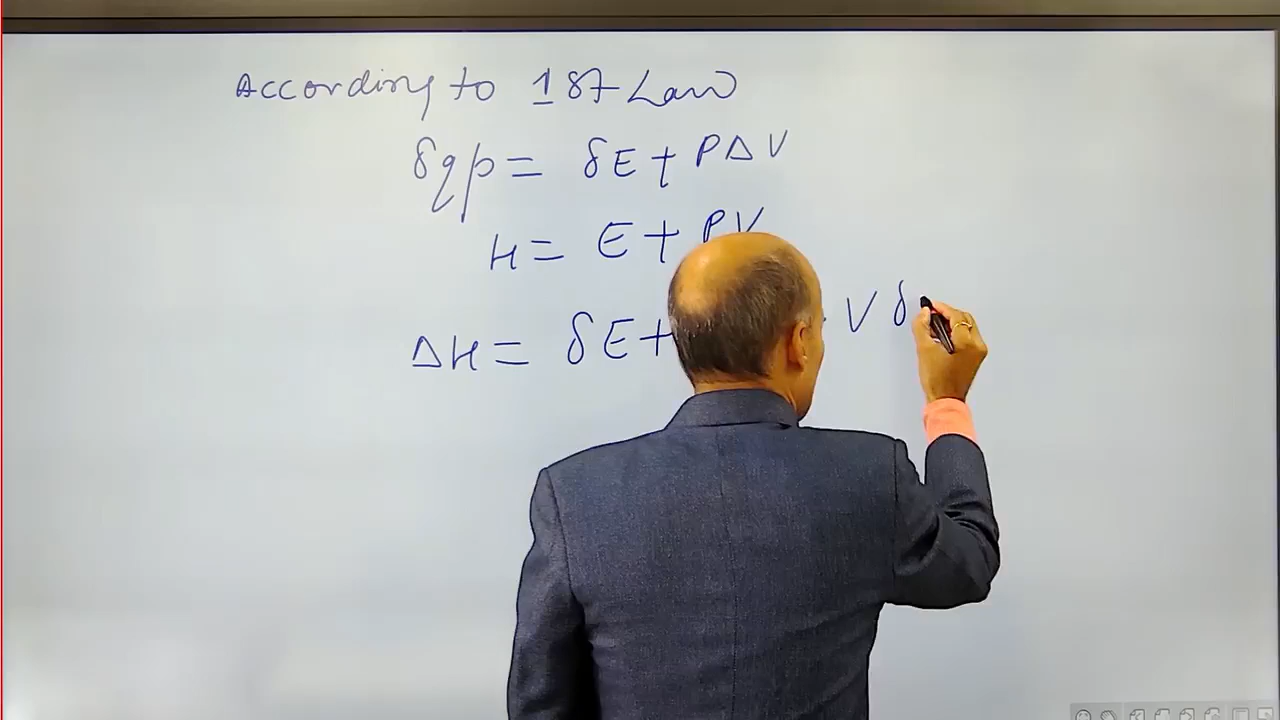 According to 1st Law
δqp = δE + PΔV
H = E + PV
ΔH = δE + V δ